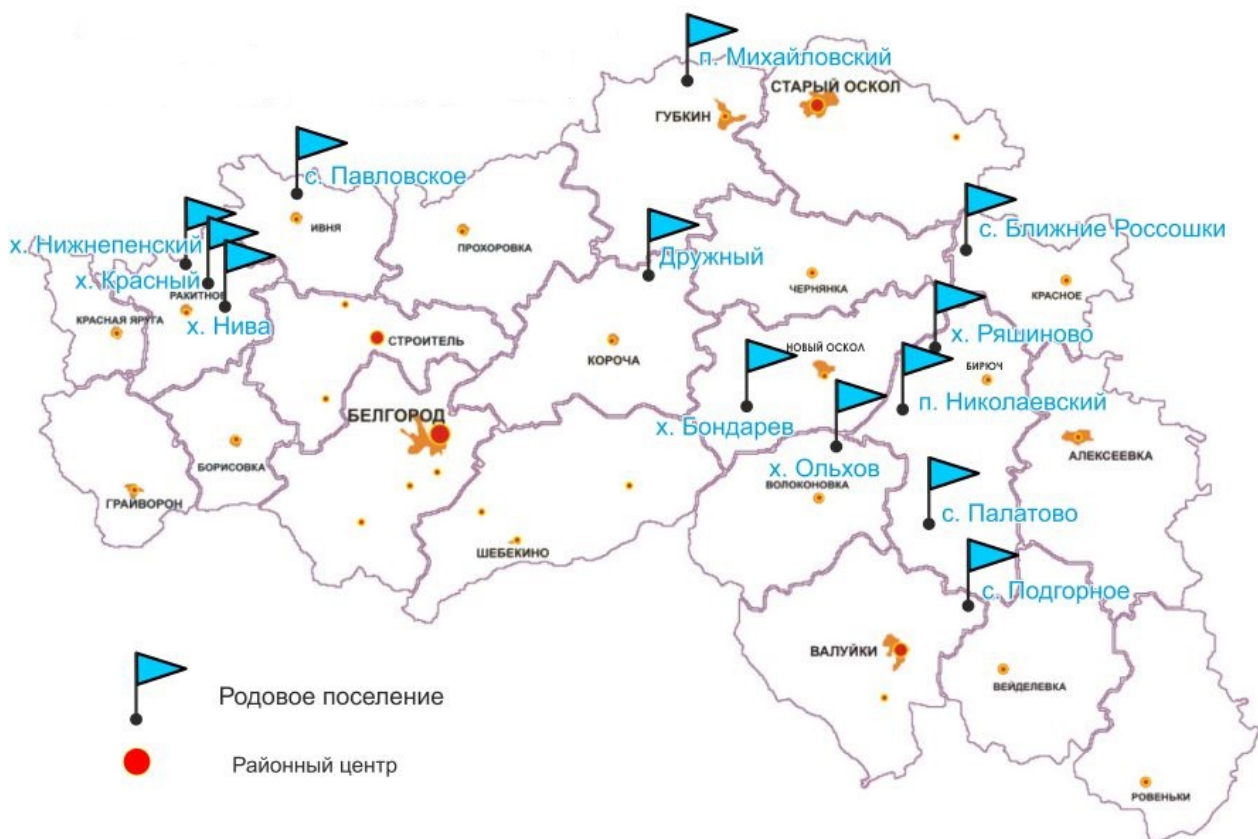 п. Михайловский
СТАРЫЙ ОСКОЛ
ГУБКИН
с. Павловское
ИВНЯ
ПРОХОРОВКА
с. Ближние Россошки
х. Нижнепенский
Дружный
х. Красный
РАКИТНОЕ
ЧЕРНЯНКА
КРАСНОЕ
х. Нива
КРАСНАЯ ЯРУГА
СТРОИТЕЛЬ
х. Ряшиново
НОВЫЙ ОСКОЛ
КОРОЧА
БИРЮЧ
п. Николаевский
БЕЛГОРОД
х. Бондарев
АЛЕКСЕЕВКА
х. Ольхов
БОРИСОВКА
ВОЛОКОНОВКА
ГРАЙВОРОН
с. Палатово
ШЕБЕКИНО
с. Подгорное
ВАЛУЙКИ
ВЕЙДЕЛЕВКА
Родовое поселение
Районный центр
РОВЕНЬКИ